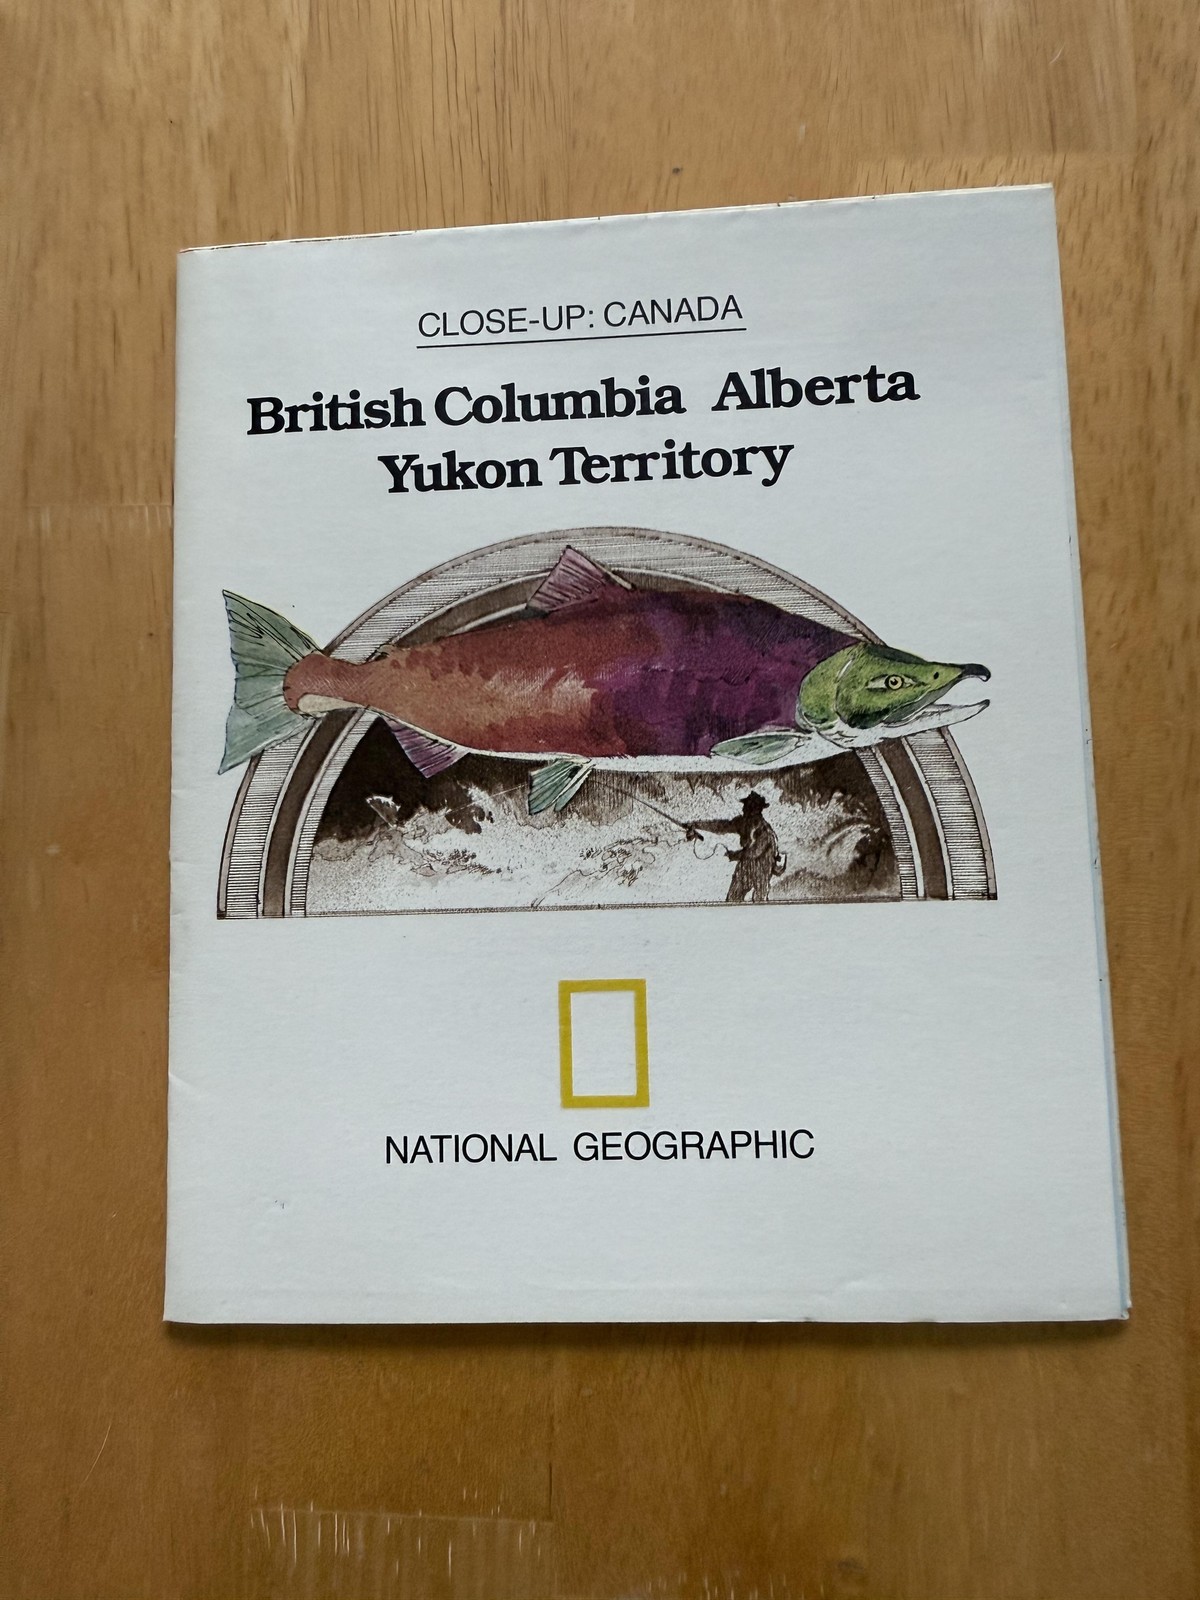 CLOSE-UP: CANADA
British Columbia Alberta
Yukon Territory
NATIONAL GEOGRAPHIC